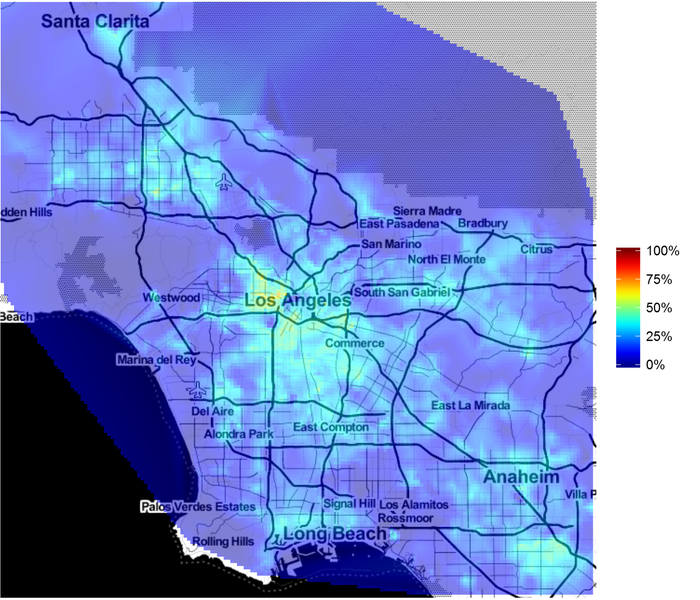 Santa Clarita
dden Hills
Sierra Madre
East Pasadena
Bradbury
San Marino
Citrus
North El Monte
Westwood
Los Angeles
South San Gabriel
Beach
Commerce
Marina del Rey
Del Aire
East La Mirada
East Compton
Alondra Park
Anaheim
Villa P
Palos Verdes Estates
Signal Hill
Los Alamitos
Rossmoor
Long Beach
Rolling Hills
100%
75%
50%
25%
0%